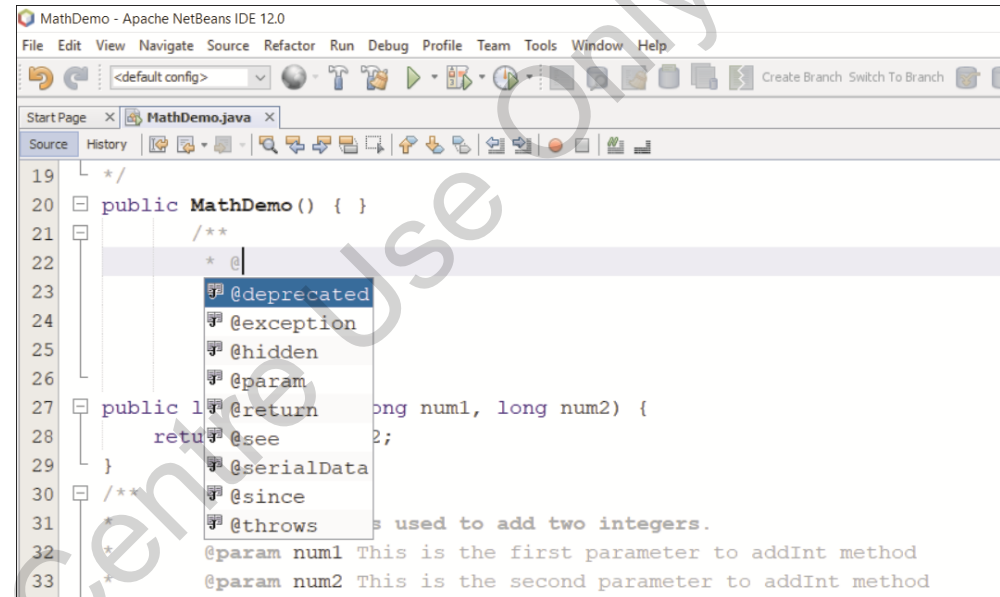 MathDemo - Apache NetBeans IDE 12.0
File Edit View Navigate Source Refactor Run Debug Profile Team Tools Window Help
<default config> Create Branch Switch To Branch
Start Page MathDemo.java
Source History
19 */
20 public MathDemo() { }
21 /**
22 * @
23 @deprecated
24 @exception
25 @hidden
26 @param
27 public l @return ong num1, long num2) {
28 retu @see 2;
29 } @serialData
30 /** @since
31 * @throws s used to add two integers.
32 * @param num1 This is the first parameter to addInt method
33 * @param num2 This is the second parameter to addInt method
Centre Use Only